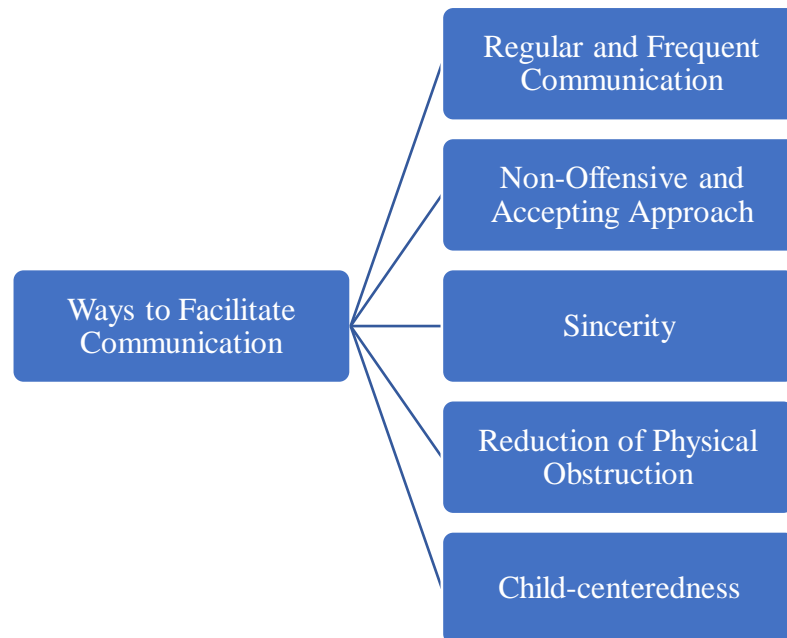 Regular and Frequent
Communication
Non-Offensive and
Accepting Approach
Ways to Facilitate
Communication
Sincerity
Reduction of Physical
Obstruction
Child-centeredness